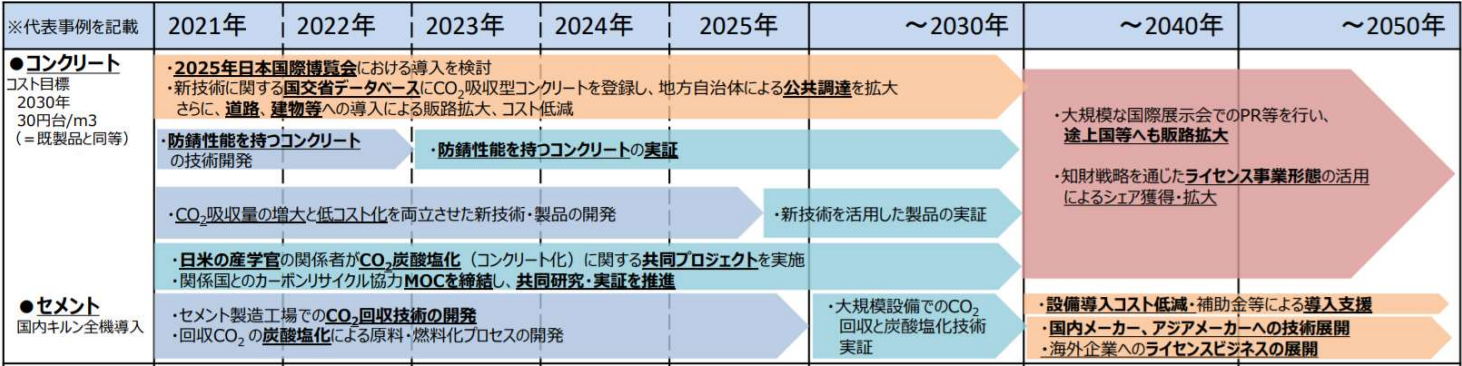 ※代表事例を記載 2021年 2022年 2023年 2024年 2025年 ～2030年 ～2040年 ～2050年
●コンクリート
コスト目標
2030年
30円台/m3
(＝既製品と同等)
・2025年日本国際博覧会における導入を検討
・新技術に関する国交省データベースにCO₂吸収型コンクリートを登録し、地方自治体による公共調達を拡大
さらに、道路、建物等への導入による販路拡大、コスト低減
・防錆性能を持つコンクリート
の技術開発
・防錆性能を持つコンクリートの実証
・CO₂吸収量の増大と低コスト化を両立させた新技術・製品の開発
・新技術を活用した製品の実証
・日米の産学官の関係者がCO₂炭酸塩化（コンクリート化）に関する共同プロジェクトを実施
・関係国とのカーボンリサイクル協力MOCを締結し、共同研究・実証を推進
・大規模な国際展示会でのPR等を行い、
途上国等へも販路拡大
・知財戦略を通じたライセンス事業形態の活用
によるシェア獲得・拡大
●セメント
国内キルン全機導入
・セメント製造工場でのCO₂回収技術の開発
・回収CO₂の炭酸塩化による原料・燃料化プロセスの開発
・大規模設備でのCO₂
回収と炭酸塩化技術
実証
・設備導入コスト低減・補助金等による導入支援
・国内メーカー、アジアメーカーへの技術展開
・海外企業へのライセンスビジネスの展開